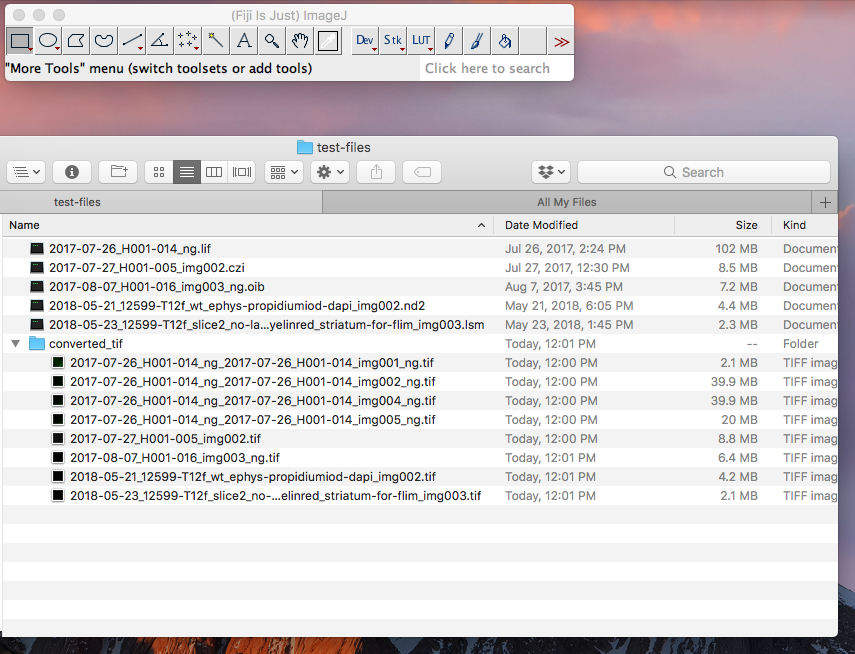 (Fiji Is Just) ImageJ
A Dev Stk LUT >>
"More Tools" menu (switch toolsets or add tools) Click here to search
test-files
Search
test-files All My Files +
Name Date Modified Size Kind
2017-07-26_H001-014_ng.lif Jul 26, 2017, 2:24 PM 102 MB Documen
2017-07-27_H001-005_img002.czi Jul 27, 2017, 12:30 PM 8.5 MB Documen
2017-08-07_H001-016_img003_ng.oib Aug 7, 2017, 3:45 PM 7.2 MB Documen
2018-05-21_12599-T12f_wt_ephys-propidiumiod-dapi_img002.nd2 May 21, 2018, 6:05 PM 4.4 MB Documen
2018-05-23_12599-T12f_slice2_no-la...yelinred_striatum-for-flim_img003.lsm May 23, 2018, 1:45 PM 2.3 MB Documen
converted_tif Today, 12:01 PM -- Folder
2017-07-26_H001-014_ng_2017-07-26_H001-014_img001_ng.tif Today, 12:00 PM 2.1 MB TIFF imag
2017-07-26_H001-014_ng_2017-07-26_H001-014_img002_ng.tif Today, 12:00 PM 39.9 MB TIFF imag
2017-07-26_H001-014_ng_2017-07-26_H001-014_img004_ng.tif Today, 12:00 PM 39.9 MB TIFF imag
2017-07-26_H001-014_ng_2017-07-26_H001-014_img005_ng.tif Today, 12:00 PM 20 MB TIFF imag
2017-07-27_H001-005_img002.tif Today, 12:00 PM 8.8 MB TIFF imag
2017-08-07_H001-016_img003_ng.tif Today, 12:01 PM 6.4 MB TIFF imag
2018-05-21_12599-T12f_wt_ephys-propidiumiod-dapi_img002.tif Today, 12:01 PM 4.2 MB TIFF imag
2018-05-23_12599-T12f_slice2_no-...elinred_striatum-for-flim_img003.tif Today, 12:01 PM 2.1 MB TIFF imag